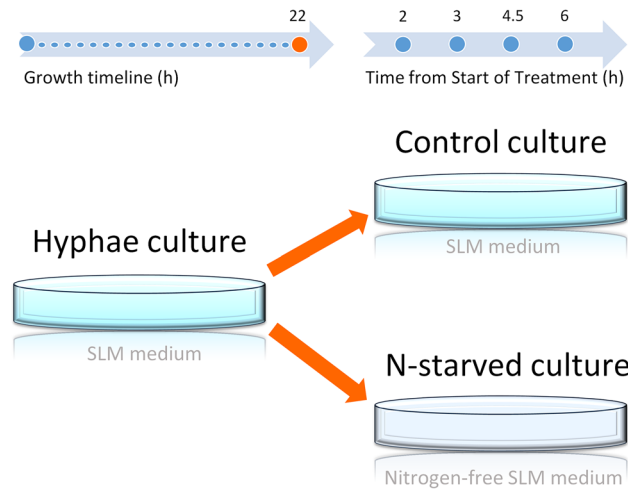 22
2 3 4.5 6
Growth timeline (h)
Time from Start of Treatment (h)
Control culture
SLM medium
Hyphae culture
SLM medium
N-starved culture
Nitrogen-free SLM medium